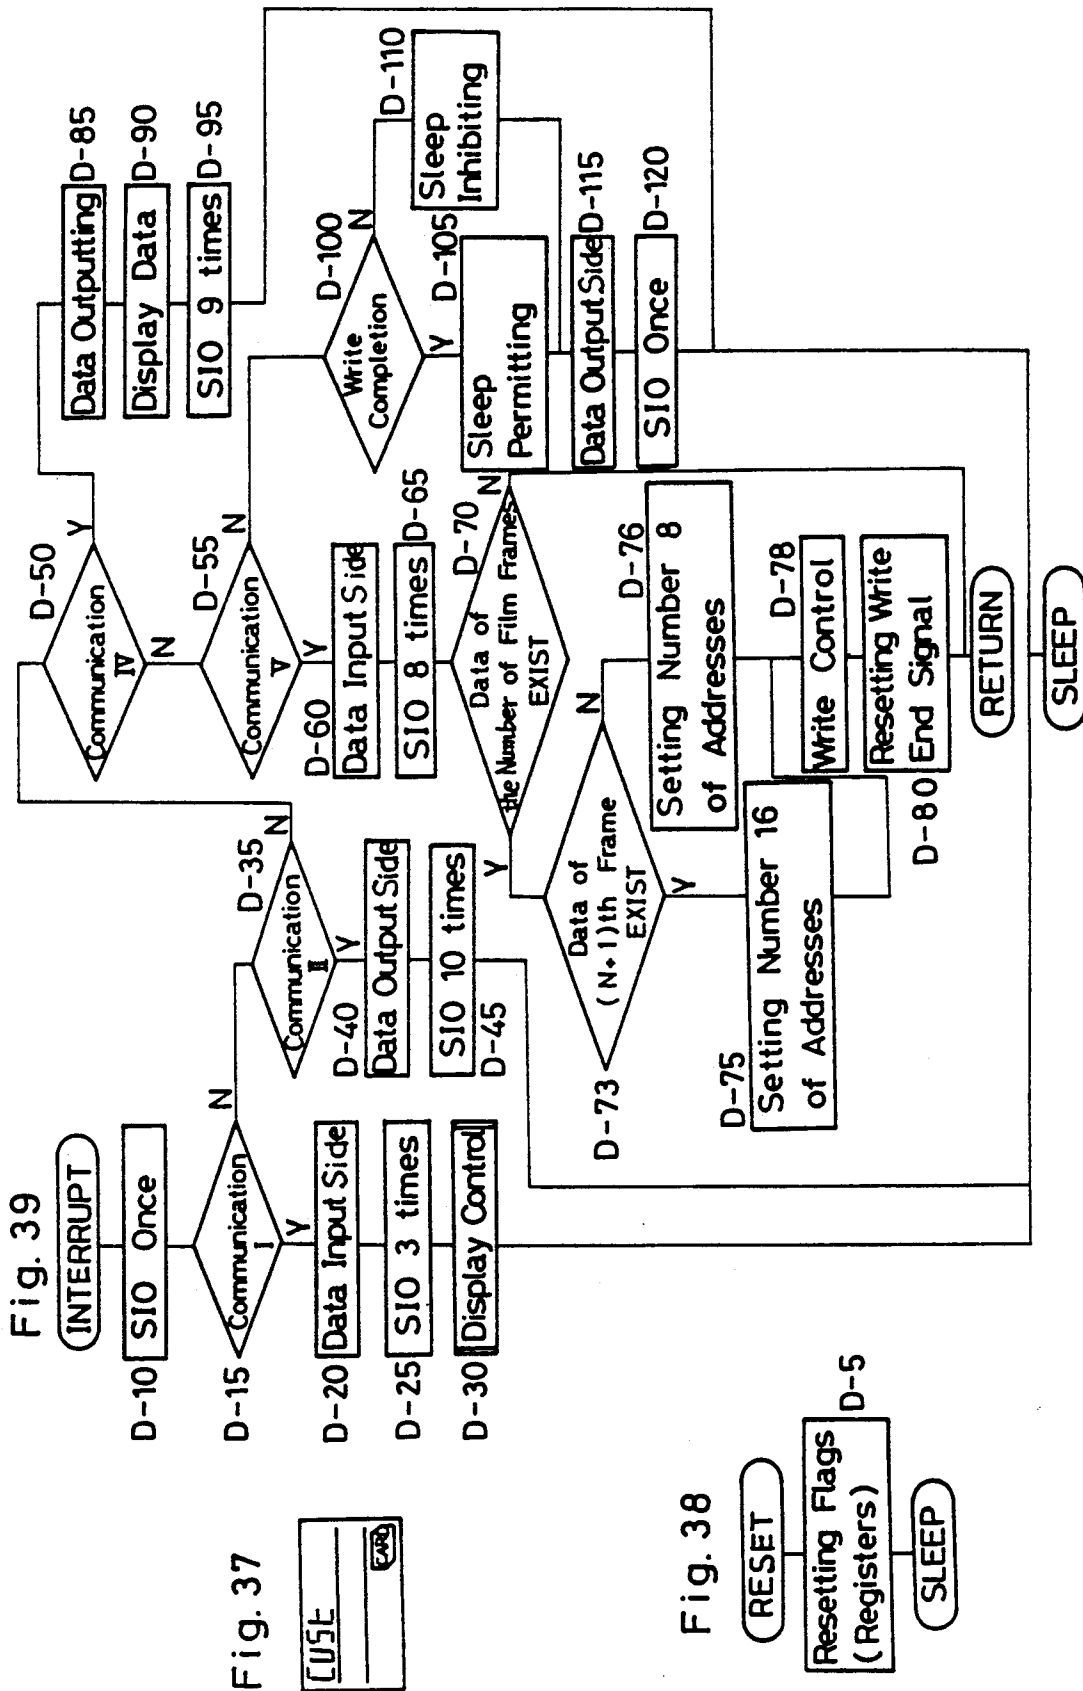 Fig. 39
INTERRUPT
D-10
SIO Once
D-15
Communication
I
N
Y
D-20
Data Input Side
D-25
SIO 3 times
D-30
Display Control
D-35
Communication
II
N
Y
D-40
Data Output Side
SIO 10 times
D-45
D-50
Communication
IV
Y
N
D-55
Communication
V
N
Y
D-60
Data Input Side
SIO 8 times
D-65
D-70
Data of
the Number of Film Frames
EXIST
N
Y
D-73
Data of
(N+1)th Frame
EXIST
N
Y
D-75
Setting Number 16
of Addresses
D-76
Setting Number 8
of Addresses
D-78
Write Control
D-80
Resetting Write
End Signal
RETURN
SLEEP
Data Outputting
D-85
Display Data
D-90
SIO 9 times
D-95
D-100
Write
Completion
N
Y
D-105
Sleep
Permitting
D-110
Sleep
Inhibiting
Data Output Side
D-115
SIO Once
D-120
Fig. 37
CUSt
CARD
Fig. 38
RESET
Resetting Flags
(Registers)
D-5
SLEEP